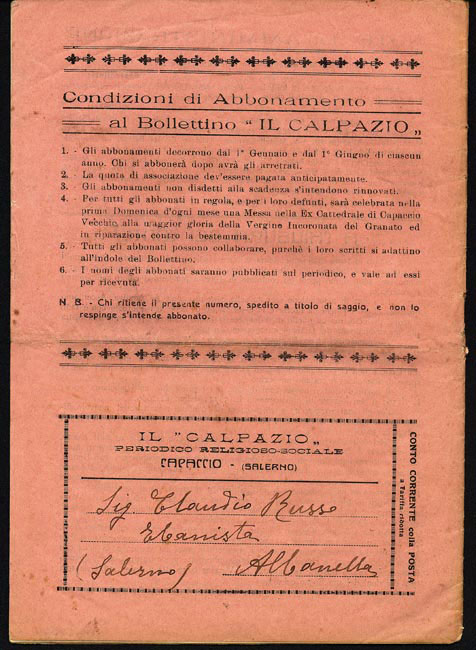 Condizioni di Abbonamento
al Bollettino “ IL CALPAZIO „
1. - Gli abbonamenti decorrono dal 1° Gennaio e dal 1° Giugno di ciascun
anno. Chi si abbonerà dopo avrà gli arretrati.
2. - La quota di associazione dev'essere pagata anticipatamente.
3. - Gli abbonamenti non disdetti alla scadenza s'intendono rinnovati.
4. - Per tutti gli abbonati in regola, e per i loro defunti, sarà celebrata nella
prima Domenica d'ogni mese una Messa nella Ex Cattedrale di Capaccio
Vecchio, alla maggior gloria della Vergine Incoronata del Granato ed
in riparazione contro la bestemmia.
5. - Tutti gli abbonati possono collaborare, purchè i loro scritti si adattino
all'indole del Bollettino.
6. - I nomi degli abbonati saranno pubblicati sul periodico, e vale ad essi
per ricevuta.
N. B. - Chi ritiene il presente numero, spedito a titolo di saggio, e non lo
respinge s'intende abbonato.
IL “CALPAZIO„
PERIODICO RELIGIOSO-SOCIALE
CAPACCIO - (SALERNO)
Sig. Claudio Russo
Ebanista
(Salerno) Albanella
CONTO CORRENTE colla POSTA
a Tariffa ridotta